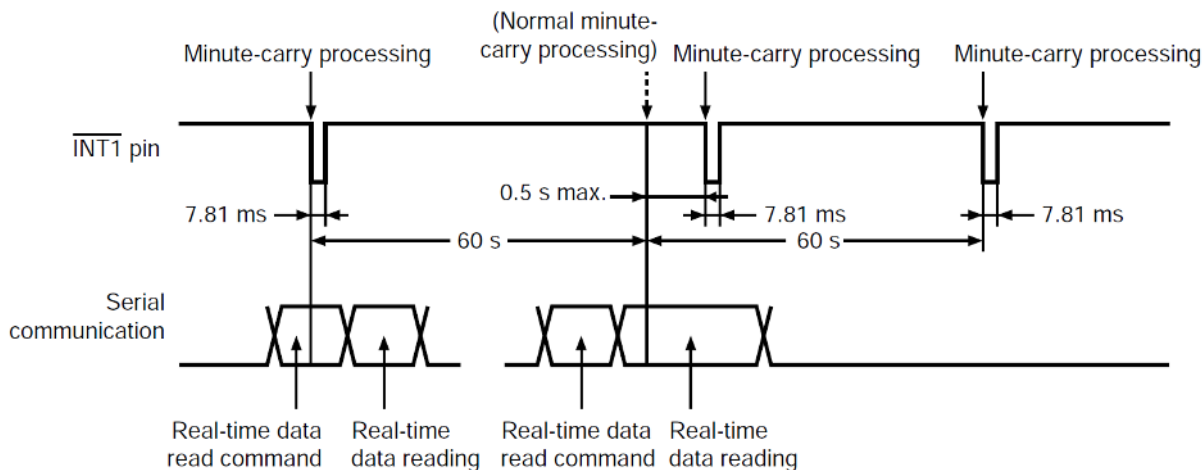 (Normal minute-
carry processing)
Minute-carry processing
Minute-carry processing
Minute-carry processing
INT1 pin
0.5 s max.
7.81 ms
7.81 ms
7.81 ms
60 s
60 s
Serial
communication
Real-time data
read command
Real-time
data reading
Real-time data
read command
Real-time
data reading